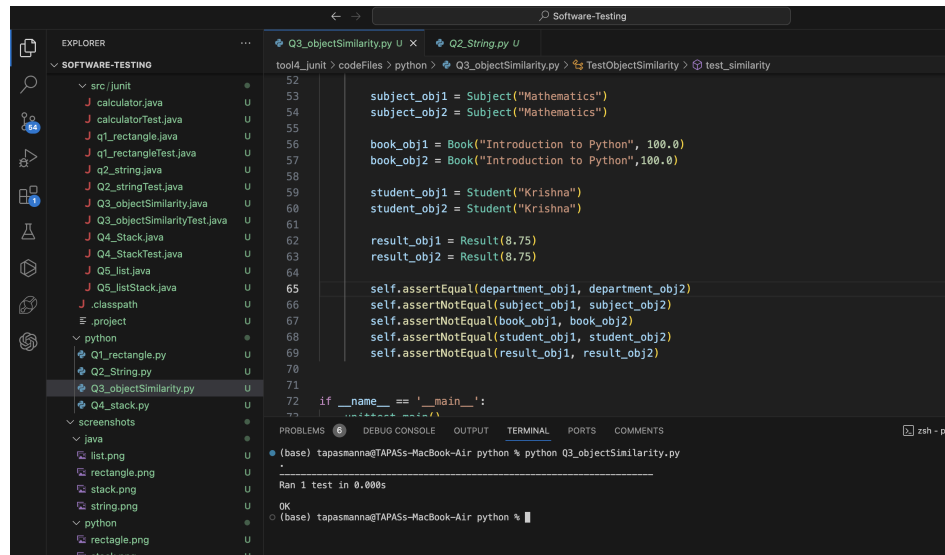 ← → Software-Testing
EXPLORER ...
SOFTWARE-TESTING
src/junit
J calculator.java U
J calculatorTest.java U
J q1_rectangle.java U
J q1_rectangleTest.java U
J q2_string.java U
J Q2_stringTest.java U
J Q3_objectSimilarity.java U
J Q3_objectSimilarityTest.java U
J Q4_Stack.java U
J Q4_StackTest.java U
J Q5_list.java U
J Q5_listStack.java U
J .classpath U
.project U
python
Q1_rectangle.py U
Q2_String.py U
Q3_objectSimilarity.py U
Q4_stack.py U
screenshots
java
list.png U
rectangle.png U
stack.png U
string.png U
python
rectagle.png U
54
1
Q3_objectSimilarity.py U × Q2_String.py U
tool4_junit > codeFiles > python > Q3_objectSimilarity.py > TestObjectSimilarity > test_similarity
52
53 subject_obj1 = Subject("Mathematics")
54 subject_obj2 = Subject("Mathematics")
55
56 book_obj1 = Book("Introduction to Python", 100.0)
57 book_obj2 = Book("Introduction to Python",100.0)
58
59 student_obj1 = Student("Krishna")
60 student_obj2 = Student("Krishna")
61
62 result_obj1 = Result(8.75)
63 result_obj2 = Result(8.75)
64
65 self.assertEqual(department_obj1, department_obj2)
66 self.assertNotEqual(subject_obj1, subject_obj2)
67 self.assertNotEqual(book_obj1, book_obj2)
68 self.assertNotEqual(student_obj1, student_obj2)
69 self.assertNotEqual(result_obj1, result_obj2)
70
71
72 if __name__ == '__main__':
73 unittest.main()
PROBLEMS 6 DEBUG CONSOLE OUTPUT TERMINAL PORTS COMMENTS zsh - p
(base) tapasmanna@TAPASs-MacBook-Air python % python Q3_objectSimilarity.py
.
----------------------------------------------------------------------
Ran 1 test in 0.000s
OK
(base) tapasmanna@TAPASs-MacBook-Air python %